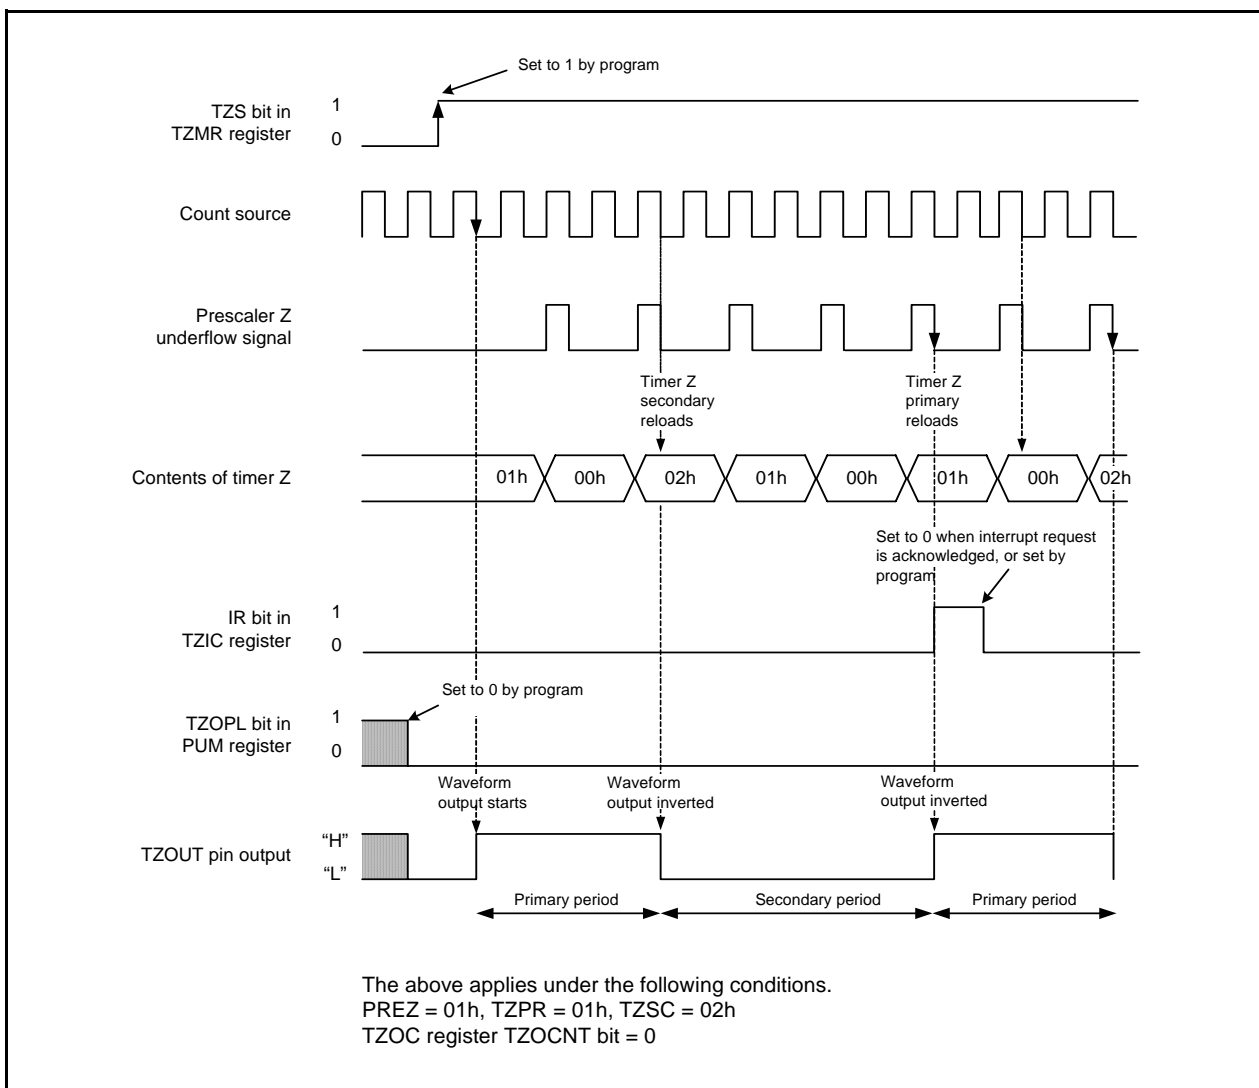 Set to 1 by program
TZS bit in
TZMR register
1
0
Count source
Prescaler Z
underflow signal
Timer Z
secondary
reloads
Timer Z
primary
reloads
Contents of timer Z
01h
00h
02h
01h
00h
01h
00h
02h
Set to 0 when interrupt request
is acknowledged, or set by
program
IR bit in
TZIC register
1
0
Set to 0 by program
TZOPL bit in
PUM register
1
0
Waveform
output starts
Waveform
output inverted
Waveform
output inverted
TZOUT pin output
“H”
“L”
Primary period
Secondary period
Primary period
The above applies under the following conditions.
PREZ = 01h, TZPR = 01h, TZSC = 02h
TZOC register TZOCNT bit = 0